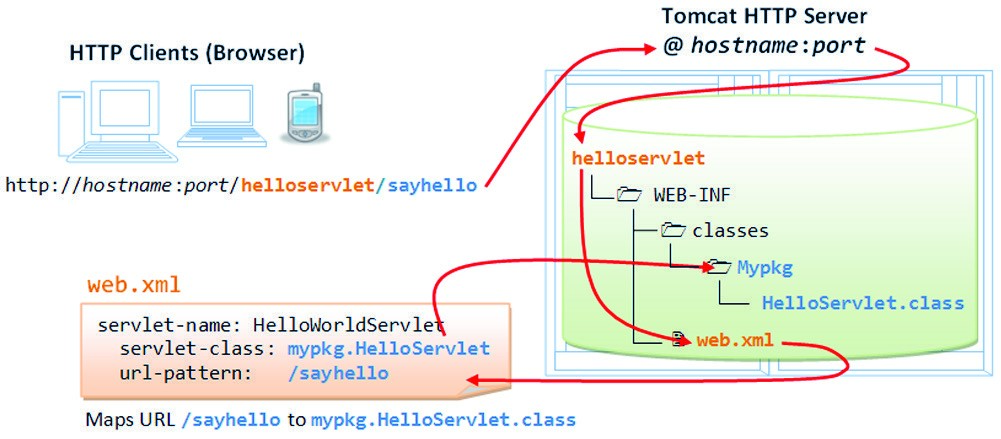 HTTP Clients (Browser)
http://hostname:port/helloservlet/sayhello
Tomcat HTTP Server
@ hostname:port
helloservlet
WEB-INF
classes
Mypkg
HelloServlet.class
web.xml
web.xml
servlet-name: HelloWorldServlet
servlet-class: mypkg.HelloServlet
url-pattern: /sayhello
Maps URL /sayhello to mypkg.HelloServlet.class